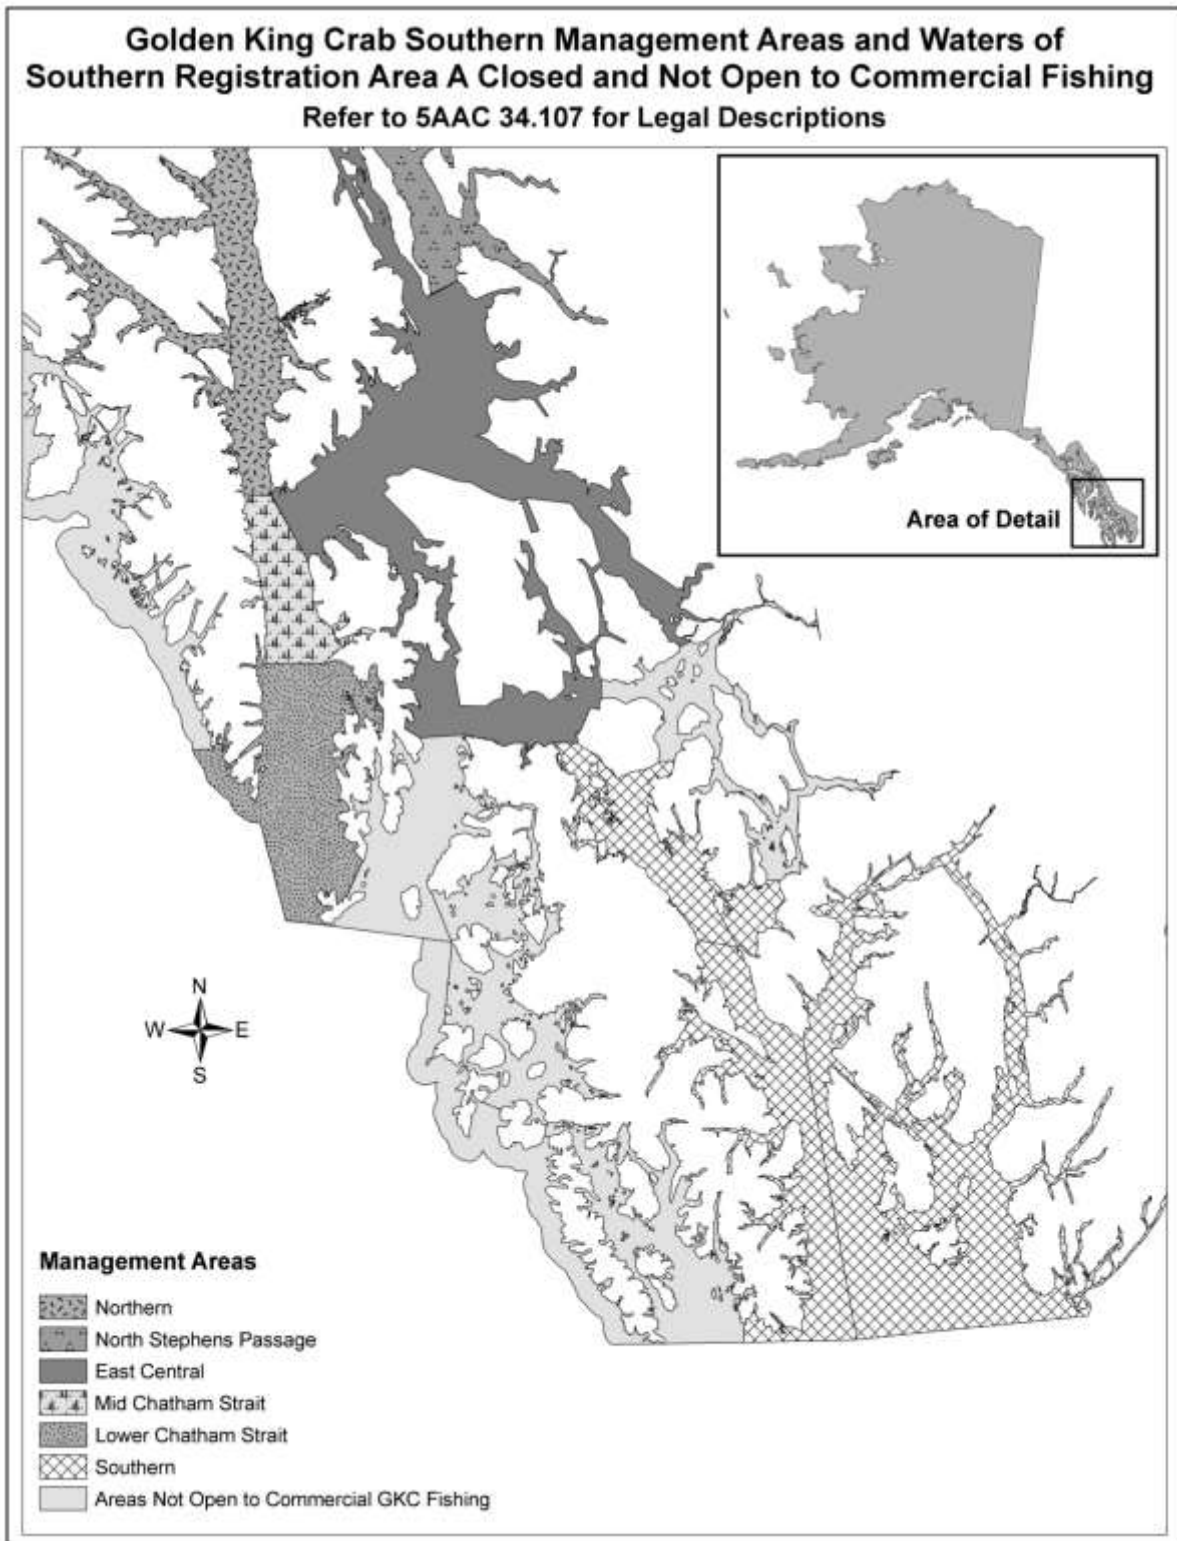 Golden King Crab Southern Management Areas and Waters of
Southern Registration Area A Closed and Not Open to Commercial Fishing
Refer to 5AAC 34.107 for Legal Descriptions
Area of Detail
N
W E
S
Management Areas
Northern
North Stephens Passage
East Central
Mid Chatham Strait
Lower Chatham Strait
Southern
Areas Not Open to Commercial GKC Fishing